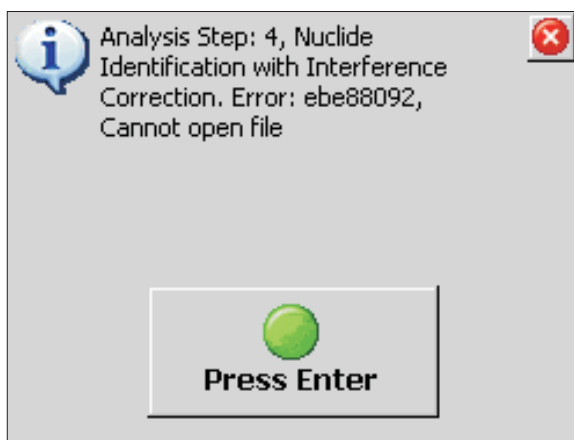 Analysis Step: 4, Nuclide
Identification with Interference
Correction. Error: ebe88092,
Cannot open file
Press Enter